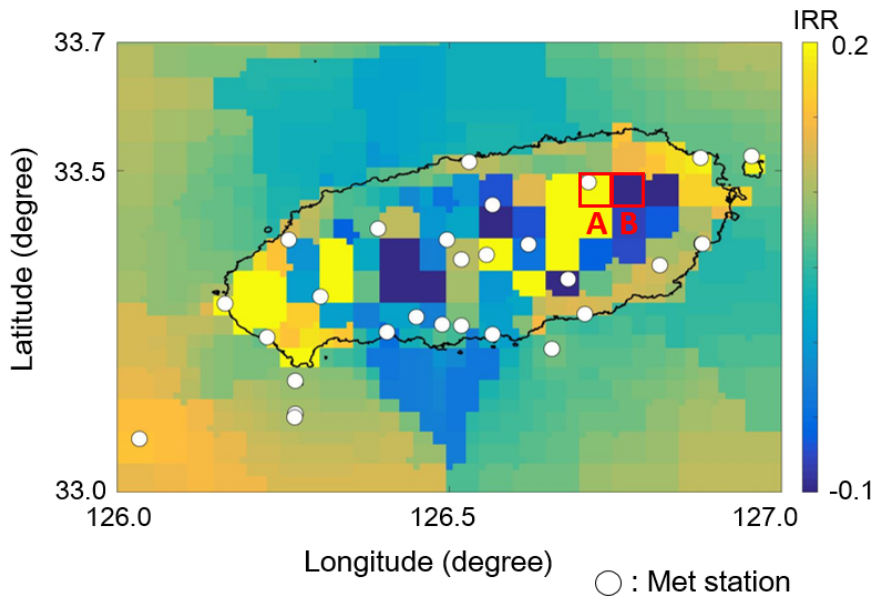 IRR
33.7
0.2
33.5
A B
Latitude (degree)
33.0
-0.1
126.0 126.5 127.0
Longitude (degree)
: Met station